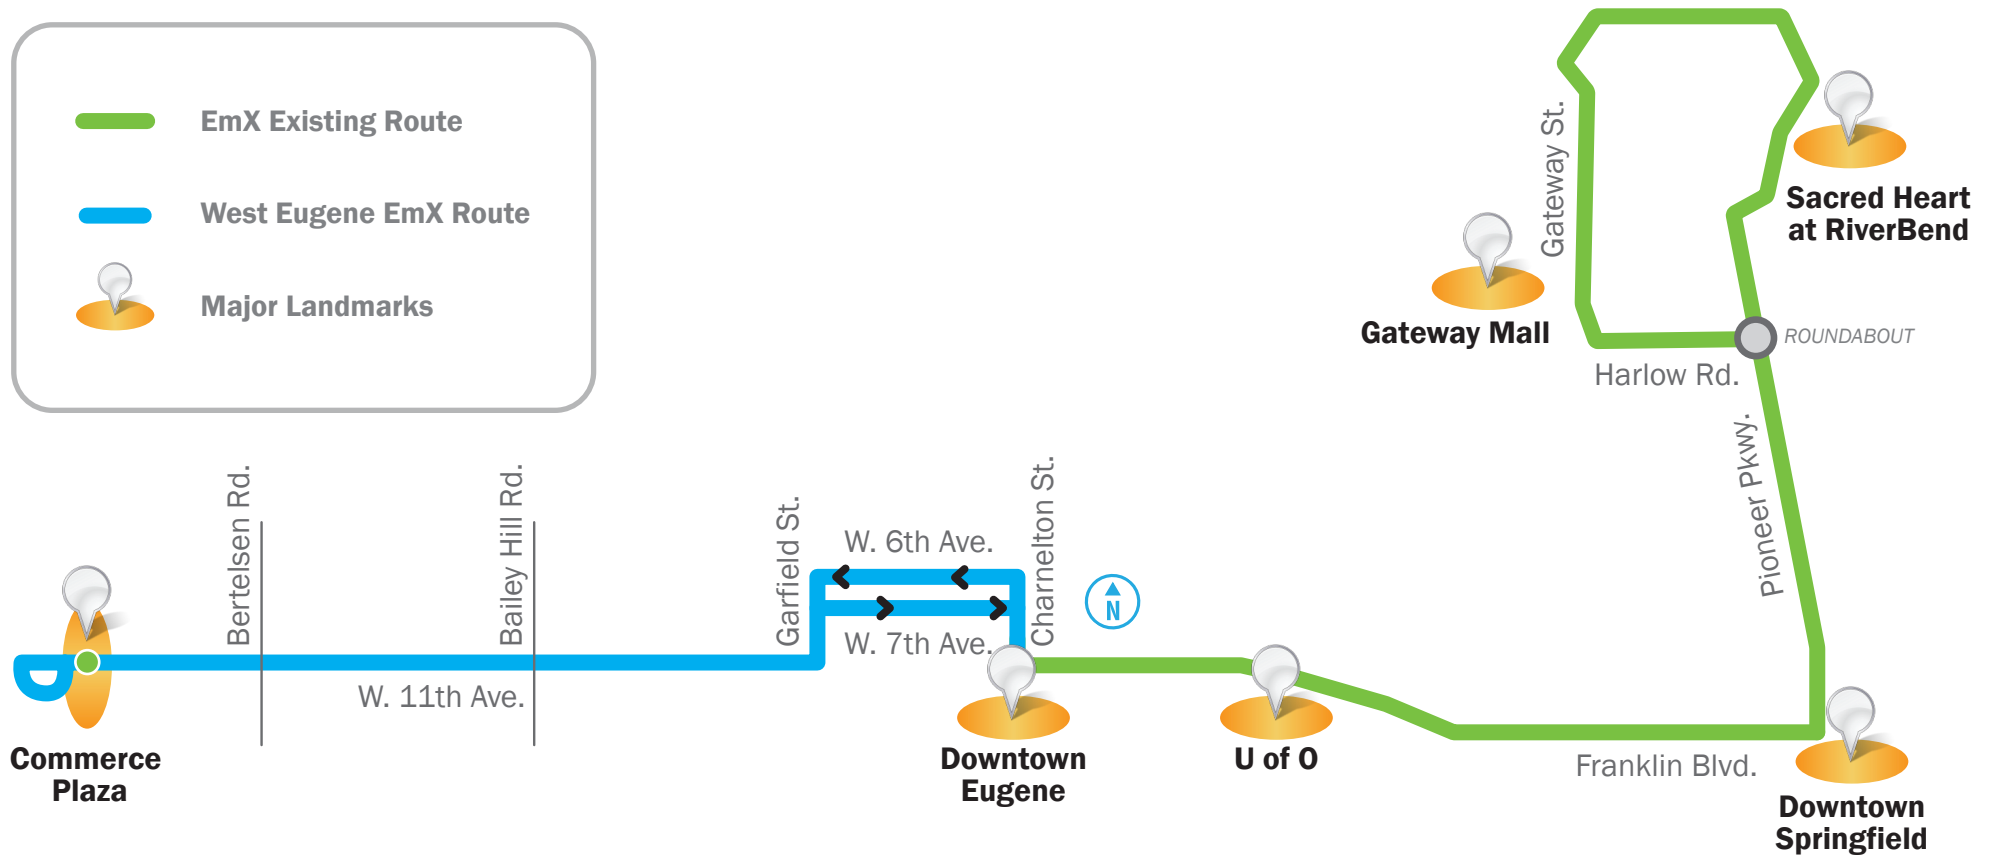 EmX Existing Route
West Eugene EmX Route
Major Landmarks
Gateway St.
Sacred Heart
at RiverBend
Gateway Mall
ROUNDABOUT
Harlow Rd.
Pioneer Pkwy.
Bertelsen Rd.
Bailey Hill Rd.
Garfield St.
W. 6th Ave.
Charnelton St.
N
W. 7th Ave.
W. 11th Ave.
Commerce
Plaza
Downtown
Eugene
U of O
Franklin Blvd.
Downtown
Springfield